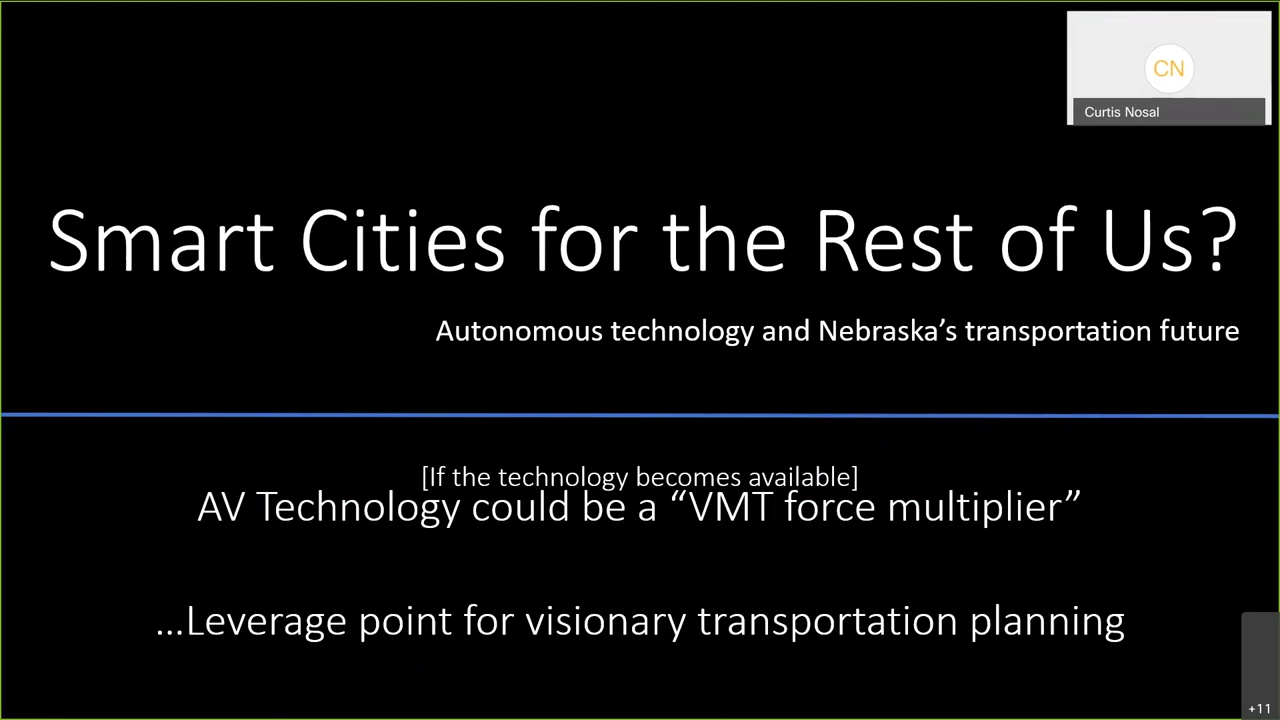 CN
Curtis Nosal
Smart Cities for the Rest of Us?
Autonomous technology and Nebraska’s transportation future
[If the technology becomes available]
AV Technology could be a “VMT force multiplier”
…Leverage point for visionary transportation planning
+11